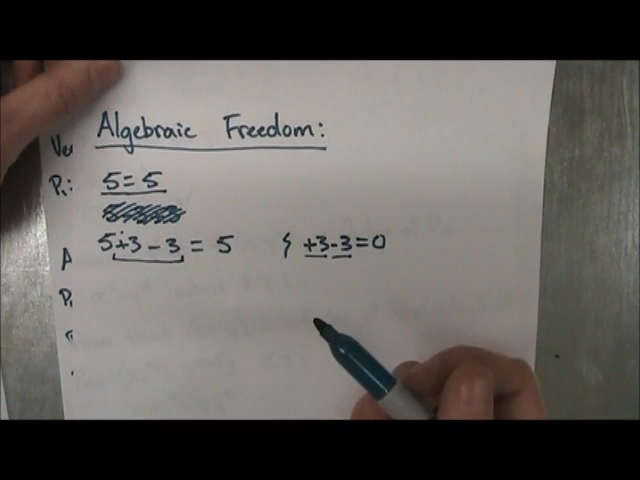 Algebraic Freedom:
5 = 5
5 + 3 - 3 = 5 { +3 - 3 = 0